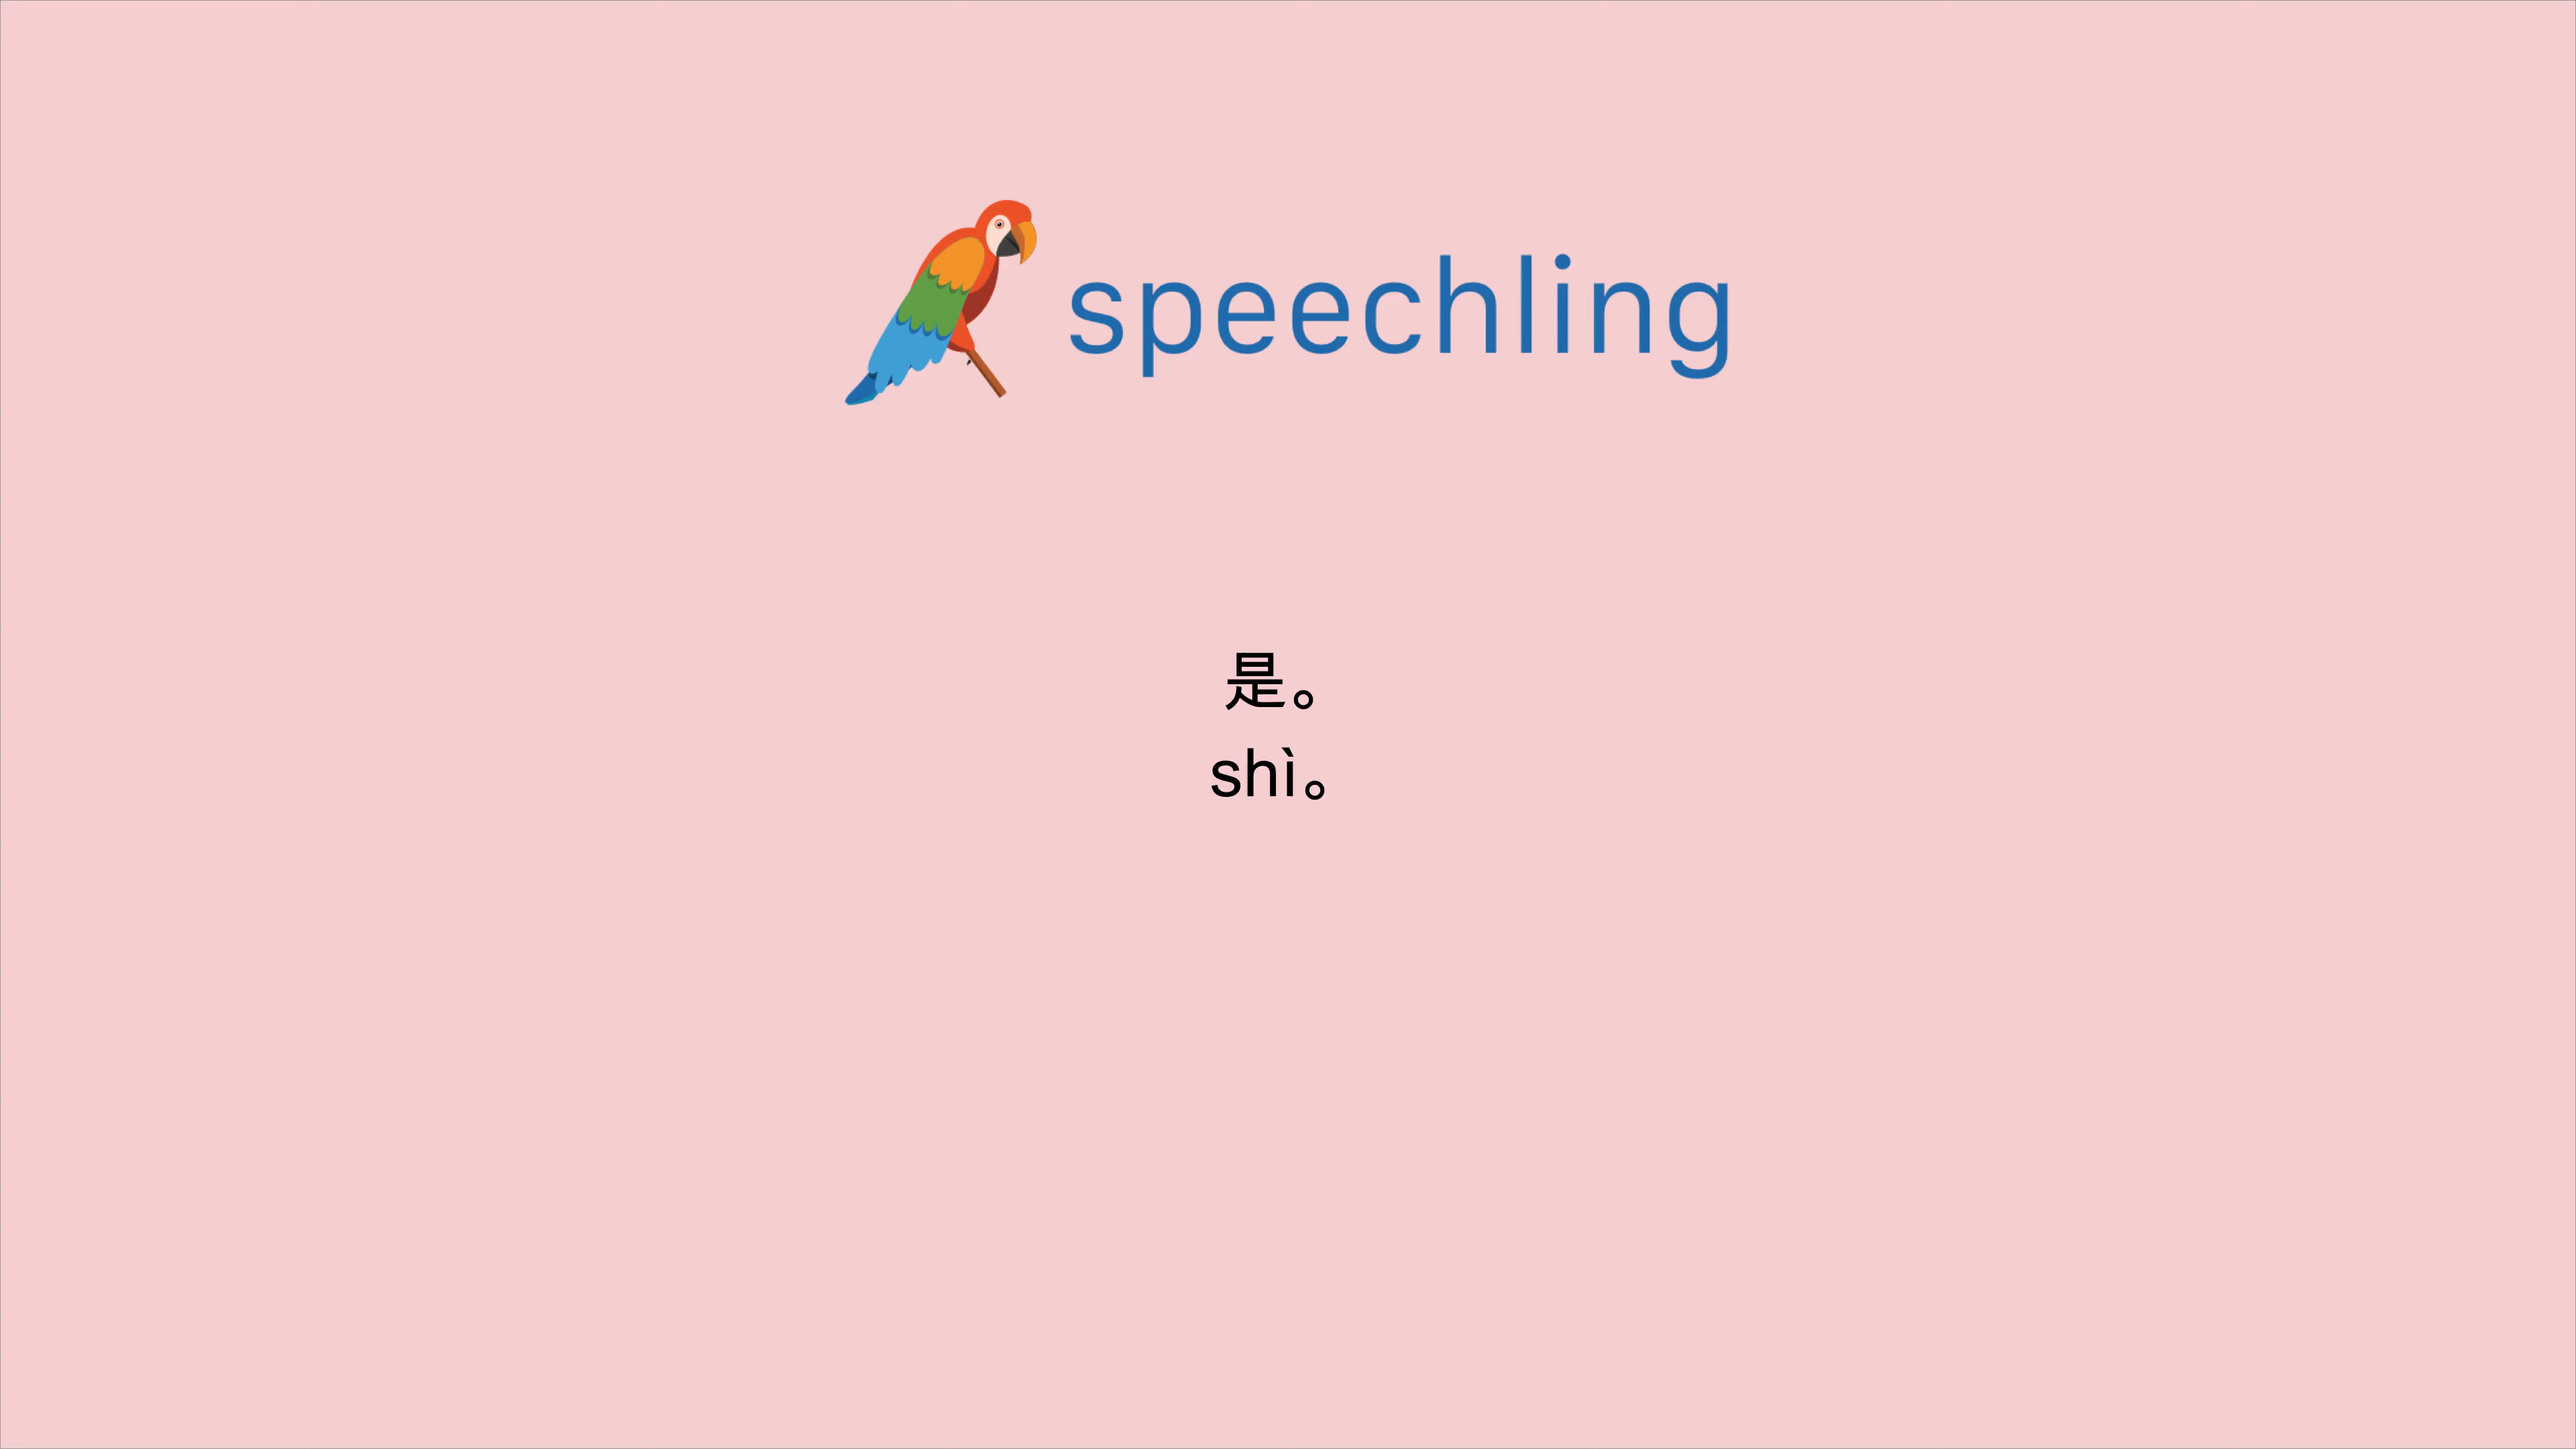 speechling
是。
shì。